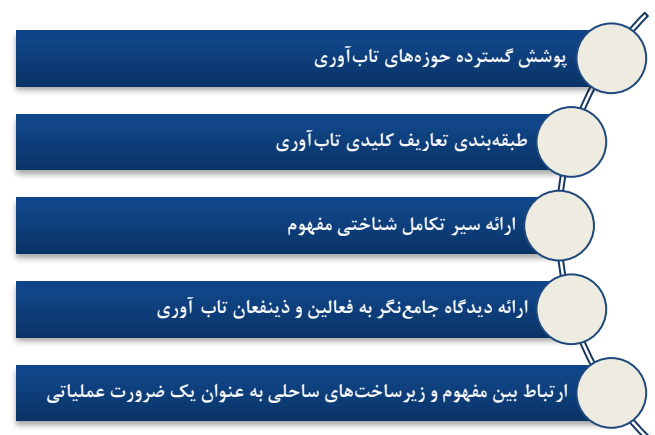 پوشش گسترده حوزه‌های تاب‌آوری
طبقه‌بندی تعاریف کلیدی تاب‌آوری
ارائه سیر تکامل شناختی مفهوم
ارائه دیدگاه جامع‌نگر به فعالین و ذینفعان تاب آوری
ارتباط بین مفهوم و زیرساخت‌های ساحلی به عنوان یک ضرورت عملیاتی